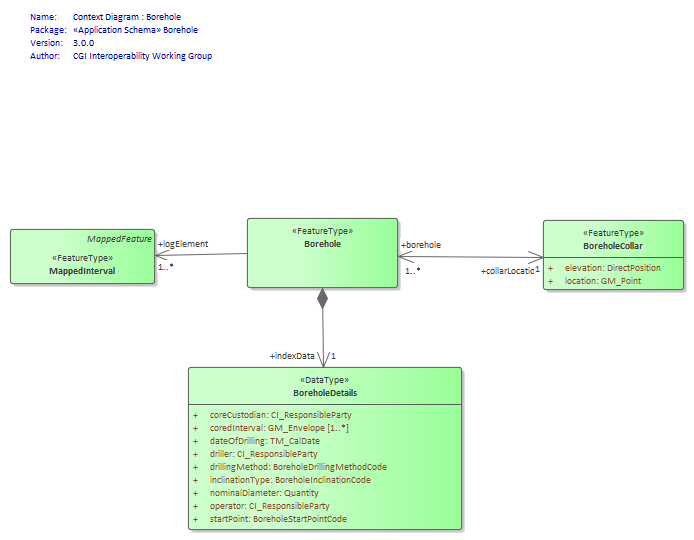 Name: Context Diagram : Borehole
Package: «Application Schema» Borehole
Version: 3.0.0
Author: CGI Interoperability Working Group
MappedFeature
«FeatureType»
MappedInterval
+logElement
1..*
«FeatureType»
Borehole
+borehole
1..*
+collarLocatic
1
«FeatureType»
BoreholeCollar
+ elevation: DirectPosition
+ location: GM_Point
+indexData
1
«DataType»
BoreholeDetails
+ coreCustodian: CI_ResponsibleParty
+ coredInterval: GM_Envelope [1..*]
+ dateOfDrilling: TM_CalDate
+ driller: CI_ResponsibleParty
+ drillingMethod: BoreholeDrillingMethodCode
+ inclinationType: BoreholeInclinationCode
+ nominalDiameter: Quantity
+ operator: CI_ResponsibleParty
+ startPoint: BoreholeStartPointCode